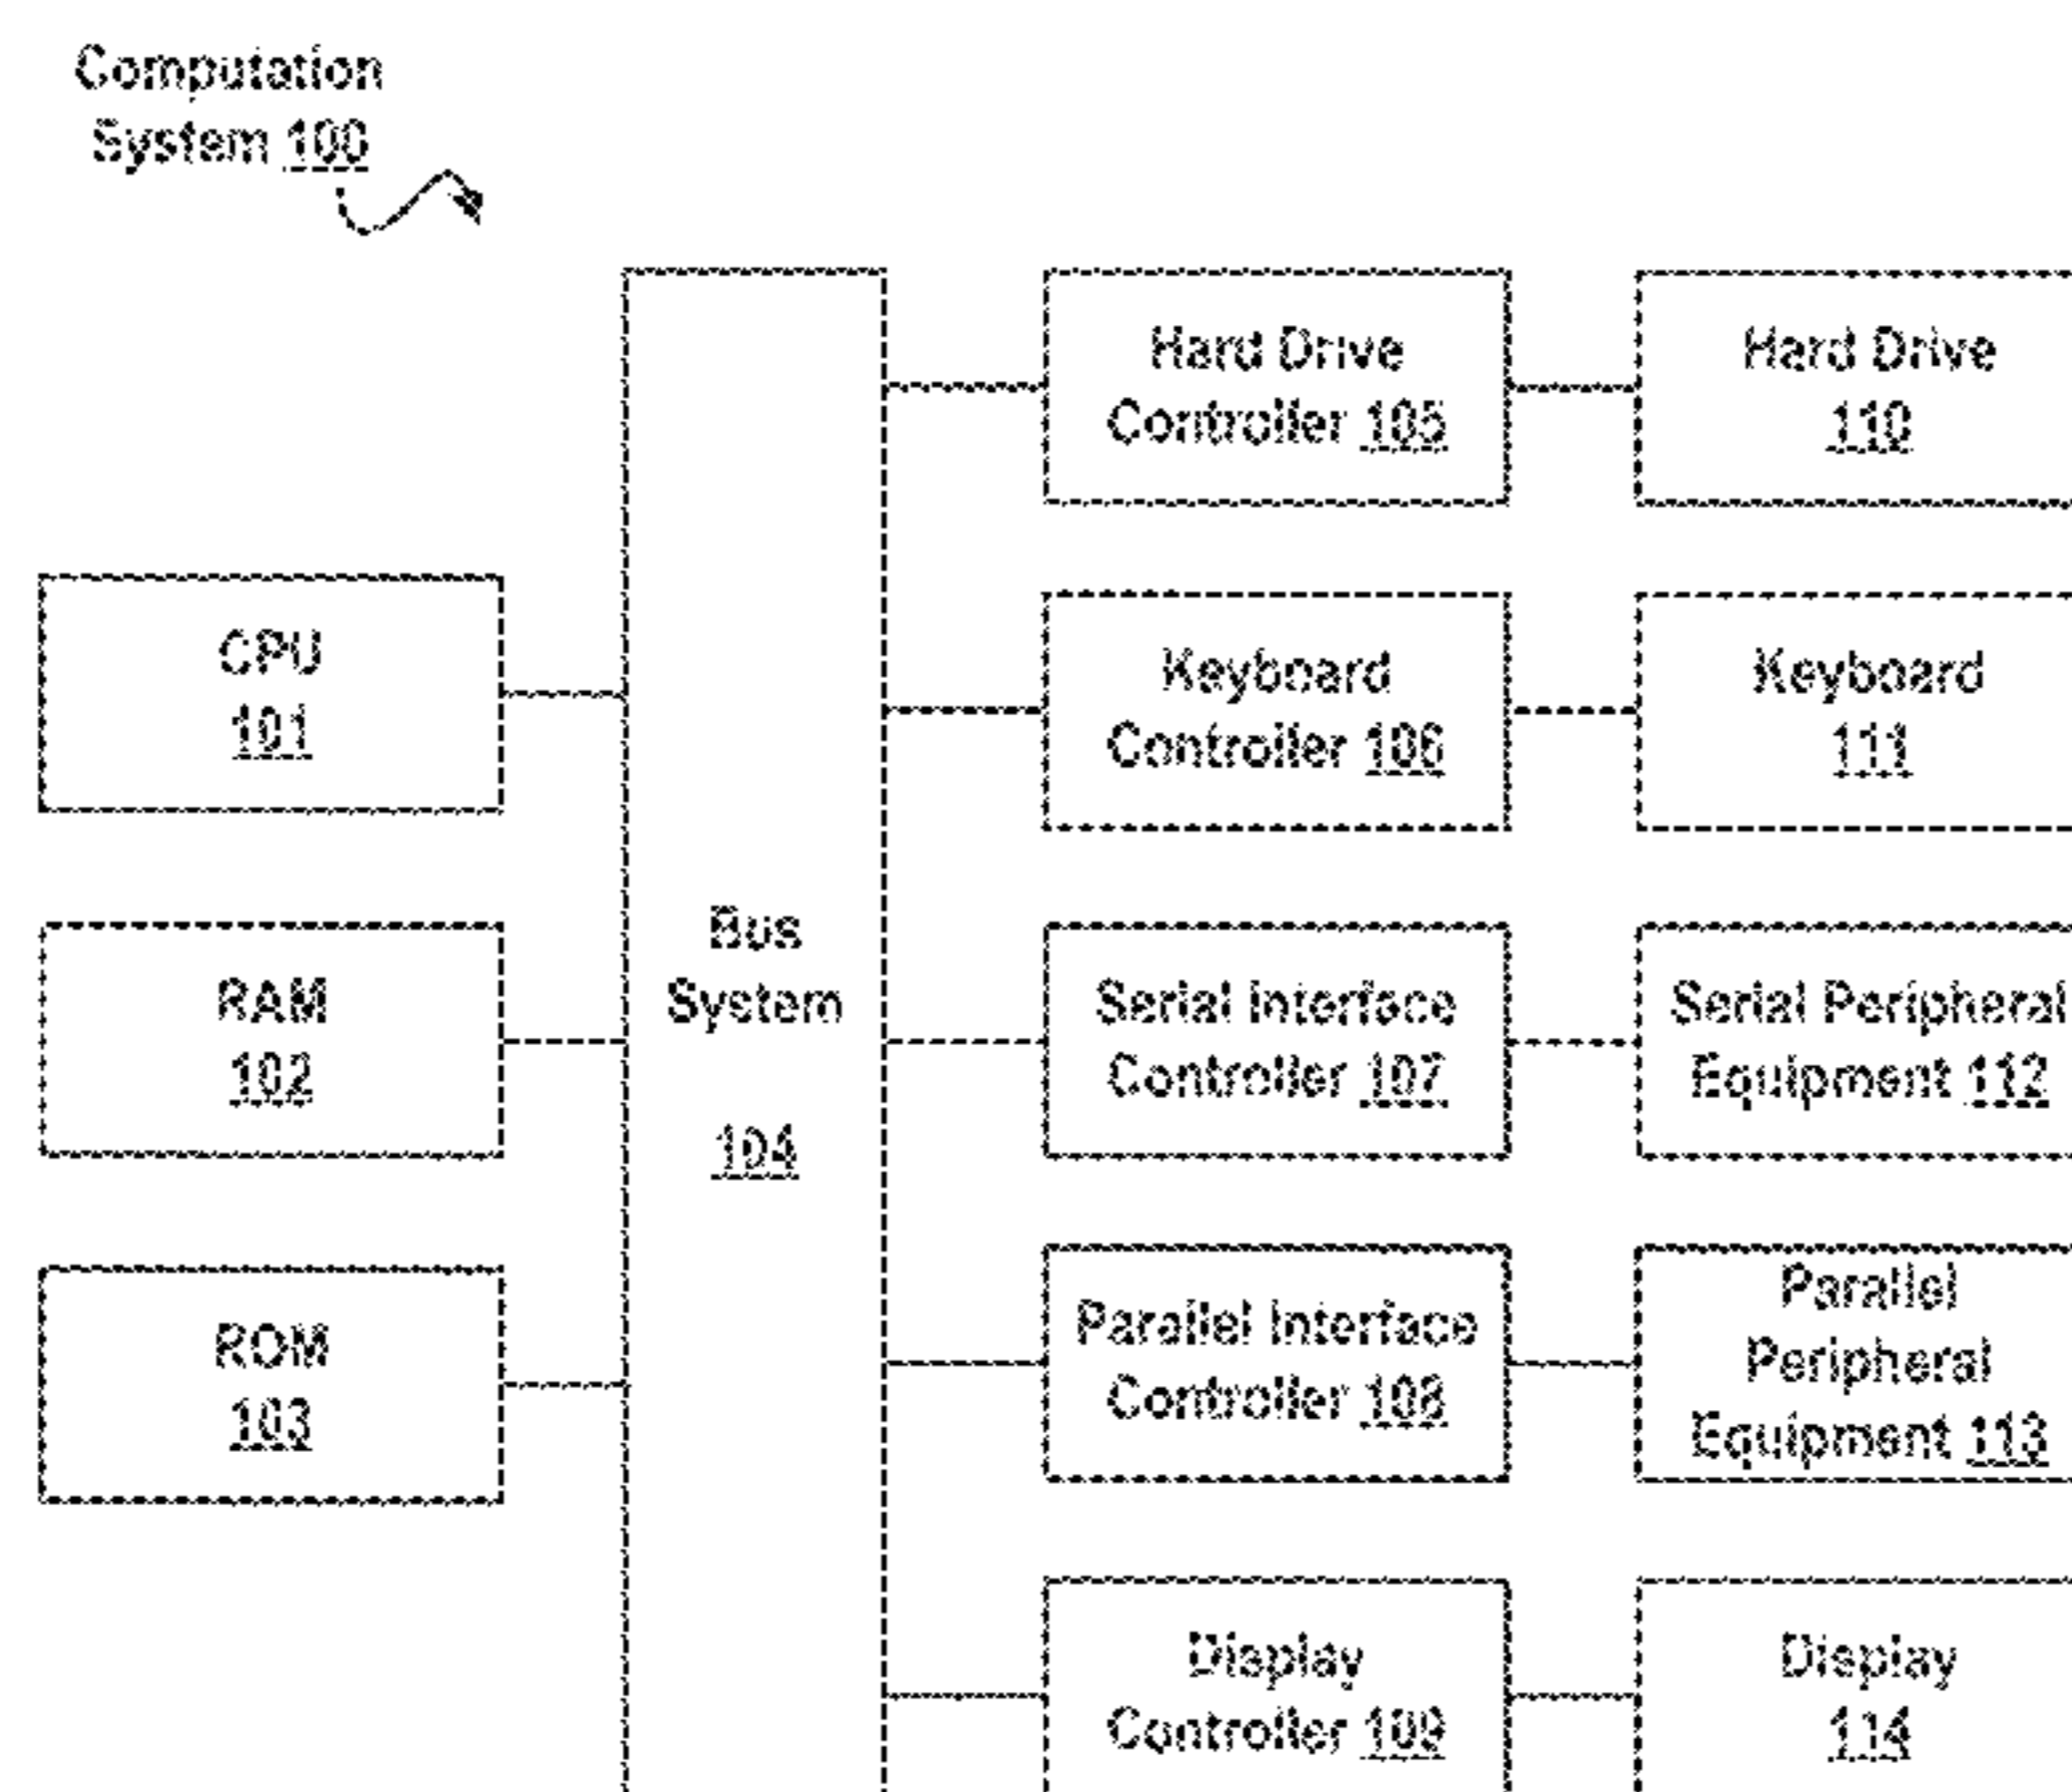 Computation
System 100
Hard Drive
Controller 105
Hard Drive
110
CPU
101
Keyboard
Controller 106
Keyboard
111
Bus
System
104
RAM
102
Serial Interface
Controller 107
Serial Peripheral
Equipment 112
ROM
103
Parallel Interface
Controller 108
Parallel
Peripheral
Equipment 113
Display
Controller 109
Display
114